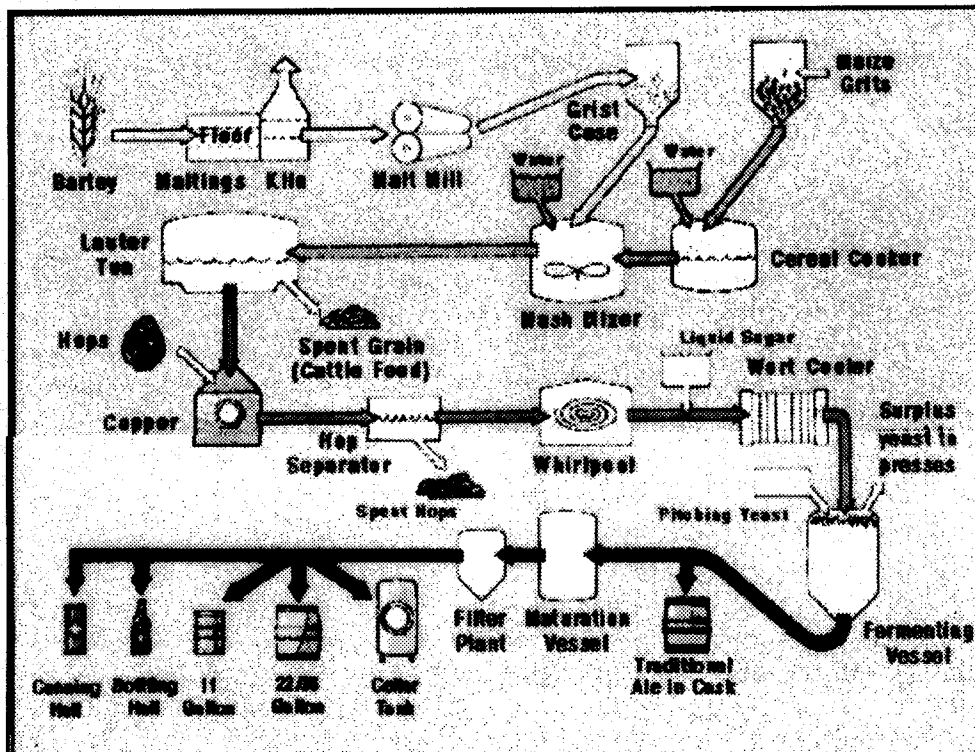 Barley
Floor
Maltings Kiln
Malt Mill
Grist
Case
Maize
Grits
Water
Water
Lauter
Tun
Mash Mixer
Cereal Cooker
Hops
Spent Grain
(Cattle Food)
Liquid Sugar
Wort Cooler
Copper
Hop
Separator
Whirlpool
Surplus
yeast to
presses
Spent Hops
Pitching Yeast
Filter
Plant
Maturation
Vessel
Traditional
Ale in Cask
Fermenting
Vessel
Canning
Hall
Bottling
Hall
11
Gallon
Gallon
Cellar
Tank